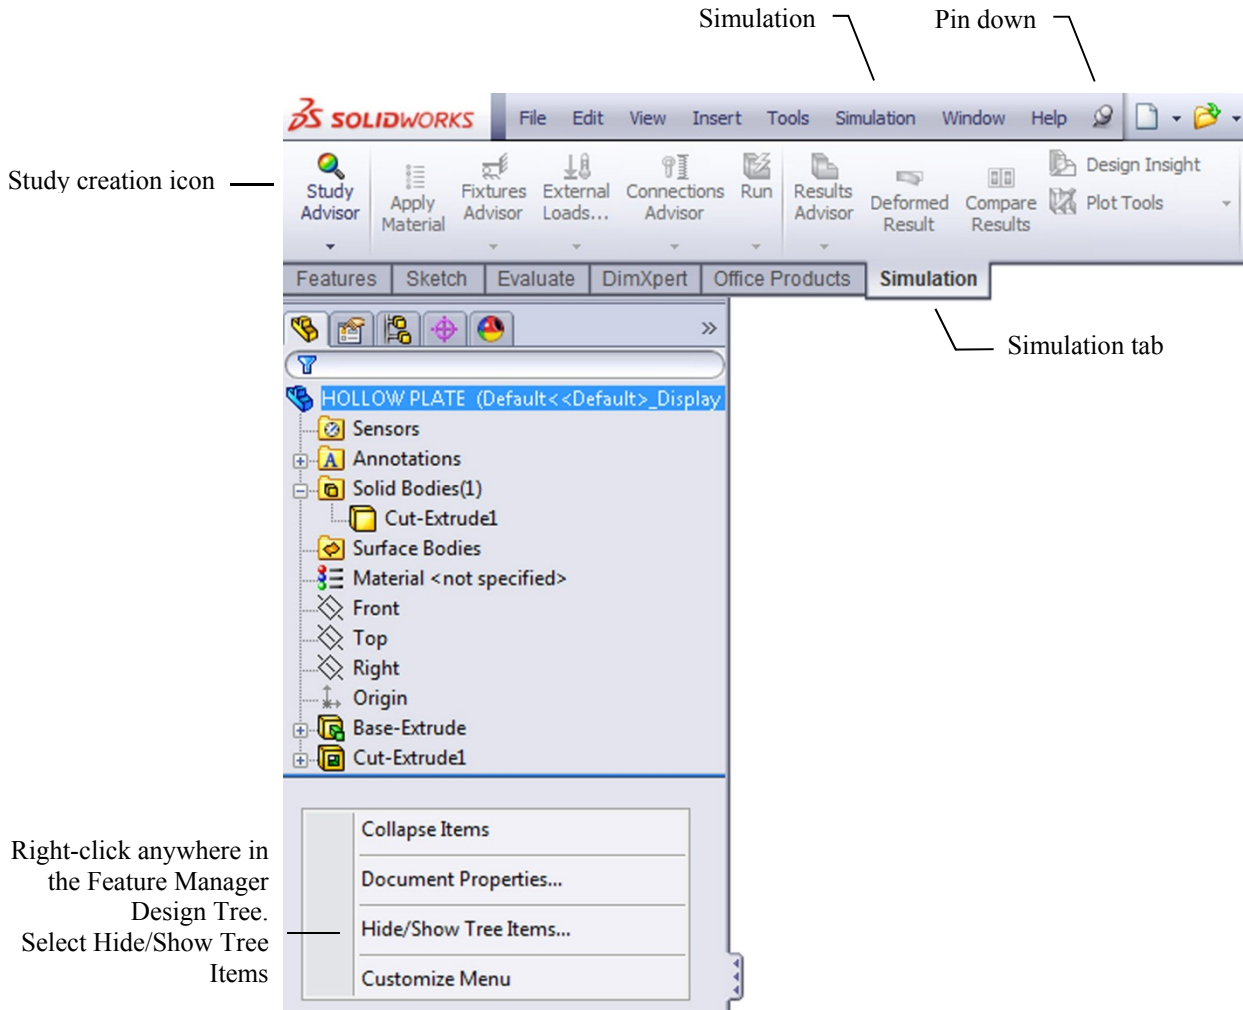 Simulation
Pin down
SOLIDWORKS
File Edit View Insert Tools Simulation Window Help
Study creation icon
Study Advisor
Apply Material
Fixtures Advisor
External Loads...
Connections Advisor
Run
Results Advisor
Deformed Result
Compare Results
Design Insight
Plot Tools
Features Sketch Evaluate DimXpert Office Products Simulation
Simulation tab
HOLLOW PLATE (Default<<Default>_Display
Sensors
Annotations
Solid Bodies(1)
Cut-Extrude1
Surface Bodies
Material <not specified>
Front
Top
Right
Origin
Base-Extrude
Cut-Extrude1
Collapse Items
Document Properties...
Hide/Show Tree Items...
Customize Menu
Right-click anywhere in
the Feature Manager
Design Tree.
Select Hide/Show Tree
Items